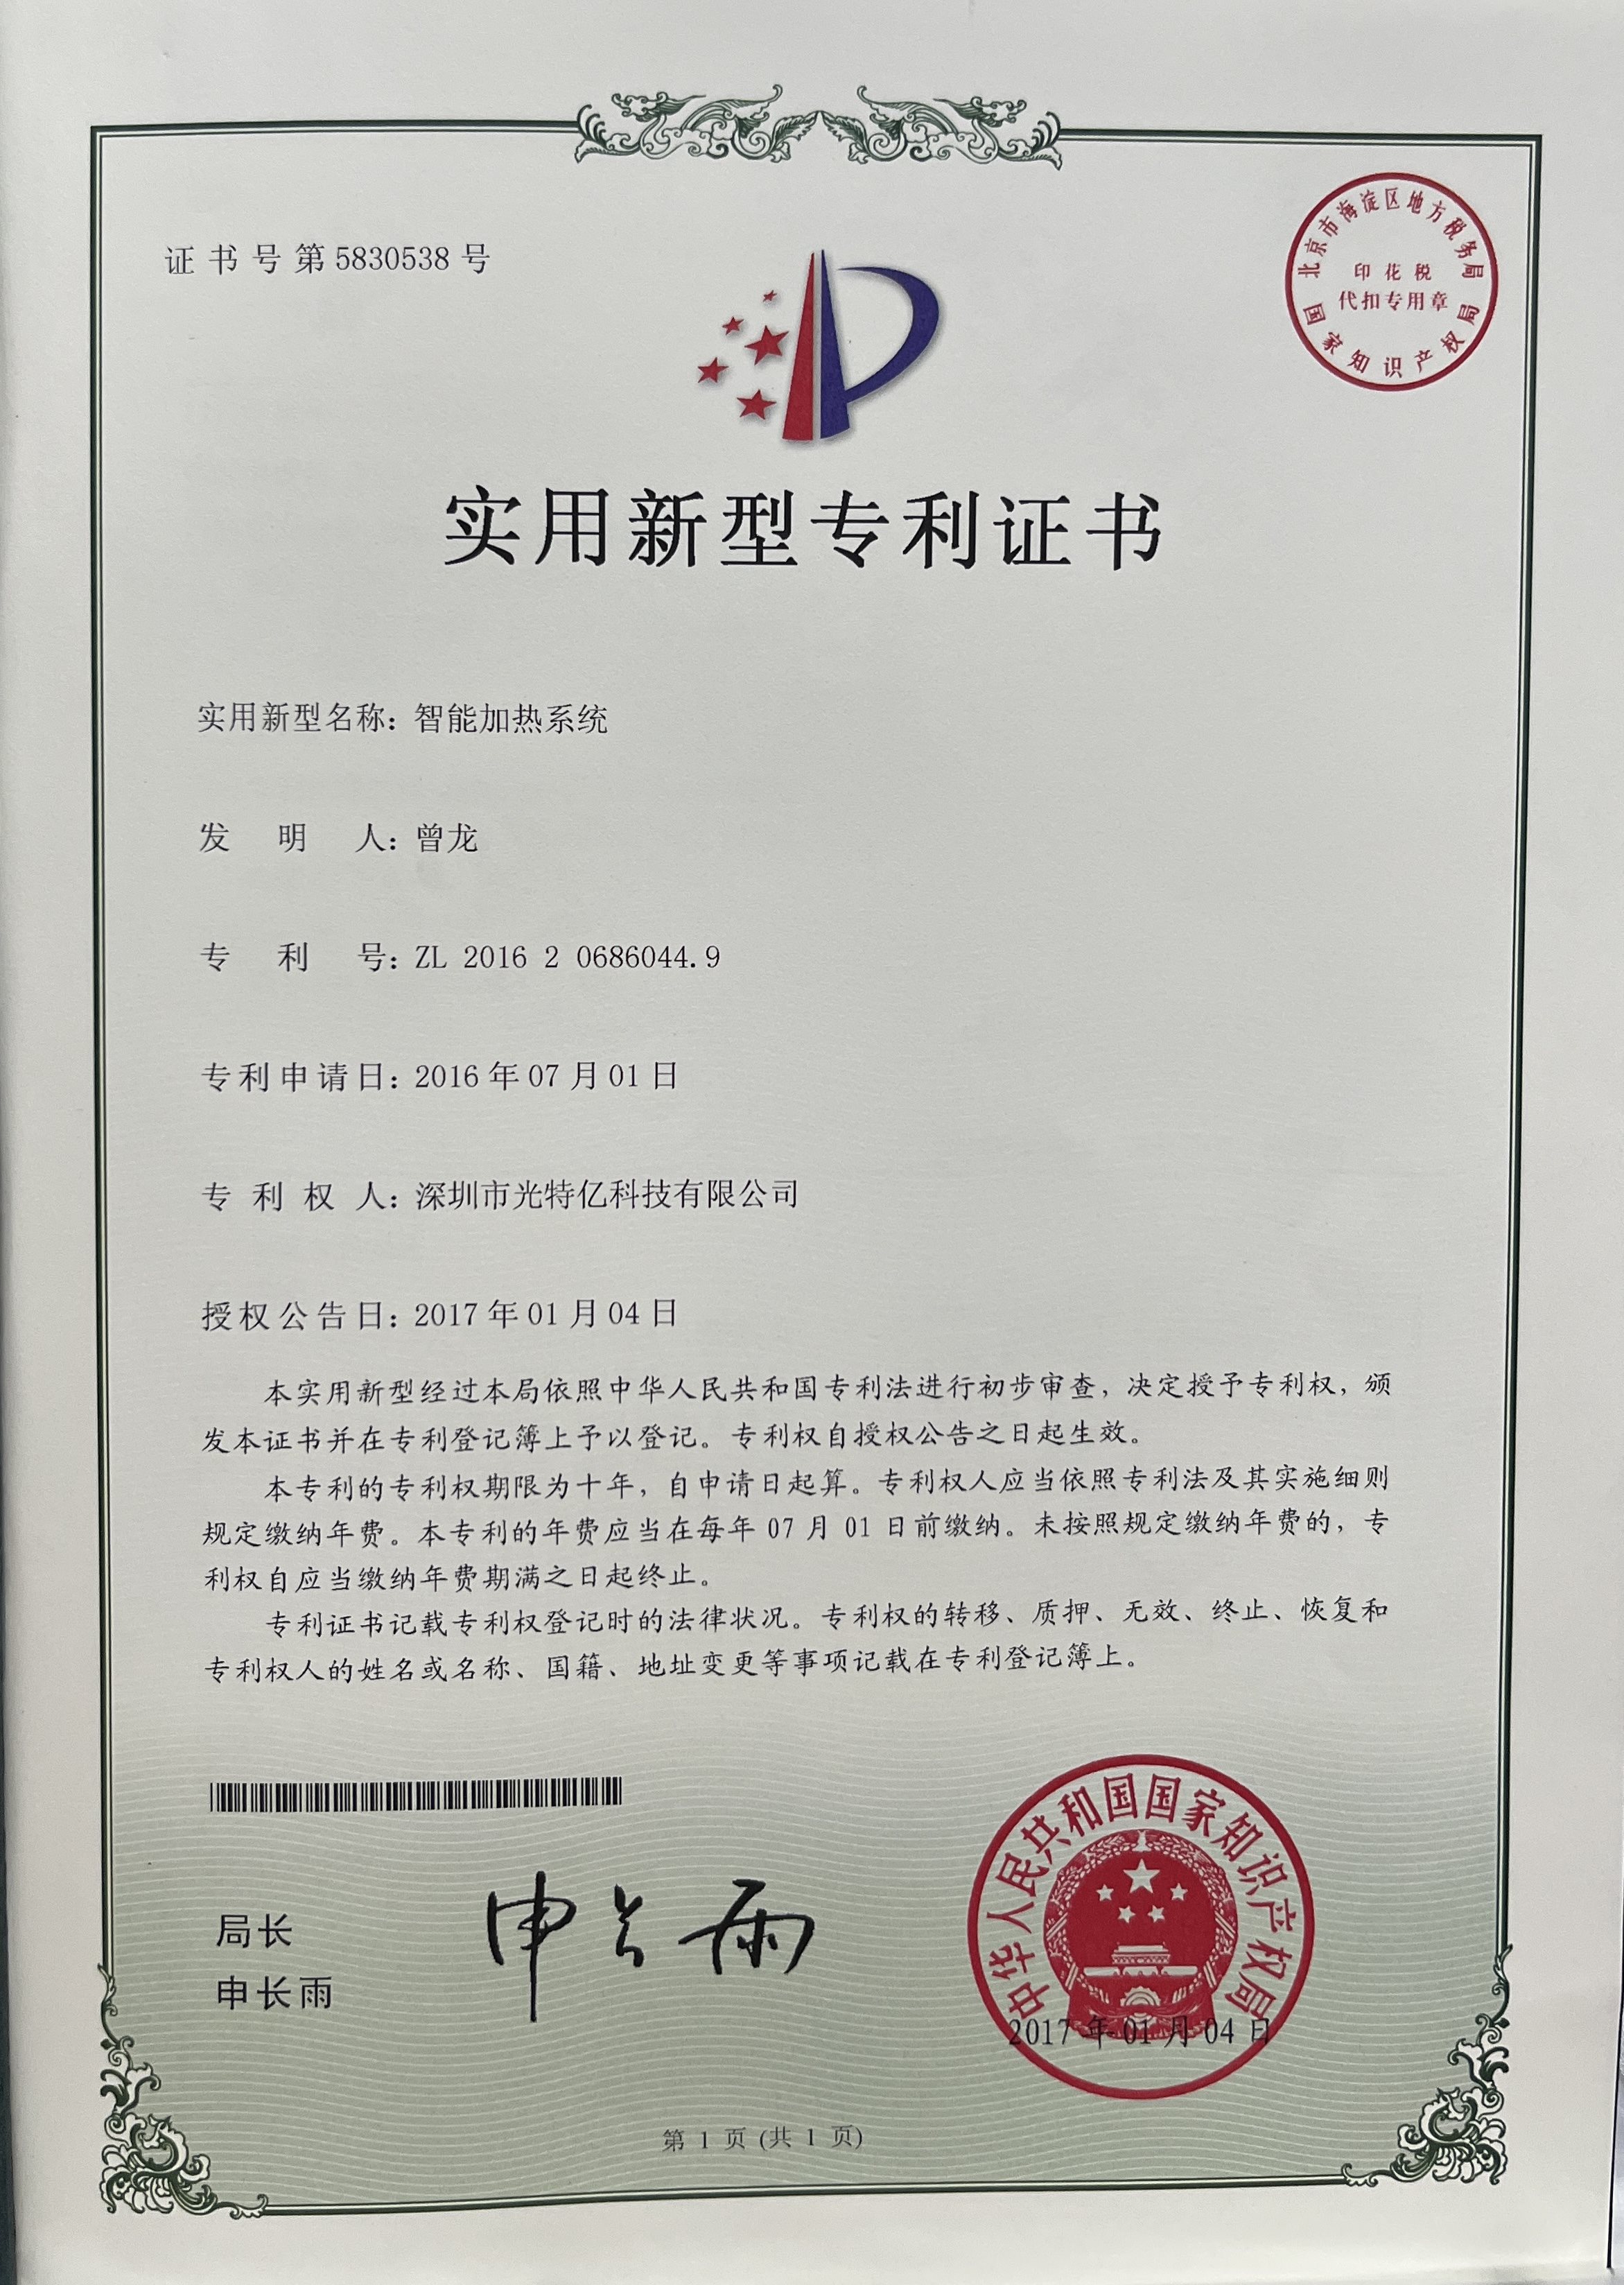 证书号第5830538号
北京市海淀区地方税务局
印花税
代扣专用章
国家知识产权局
实用新型专利证书
实用新型名称：智能加热系统
发明人：曾龙
专利号：ZL 2016 2 0686044.9
专利申请日：2016年07月01日
专利权人：深圳市光特亿科技有限公司
授权公告日：2017年01月04日
本实用新型经过本局依照中华人民共和国专利法进行初步审查，决定授予专利权，颁
发本证书并在专利登记簿上予以登记。专利权自授权公告之日起生效。
本专利的专利权期限为十年，自申请日起算。专利权人应当依照专利法及其实施细则
规定缴纳年费。本专利的年费应当在每年07月01日前缴纳。未按照规定缴纳年费的，专
利权自应当缴纳年费期满之日起终止。
专利证书记载专利权登记时的法律状况。专利权的转移、质押、无效、终止、恢复和
专利权人的姓名或名称、国籍、地址变更等事项记载在专利登记簿上。
局长
申长雨
申长雨
中华人民共和国国家知识产权局
2017年01月04日
第1页(共1页)